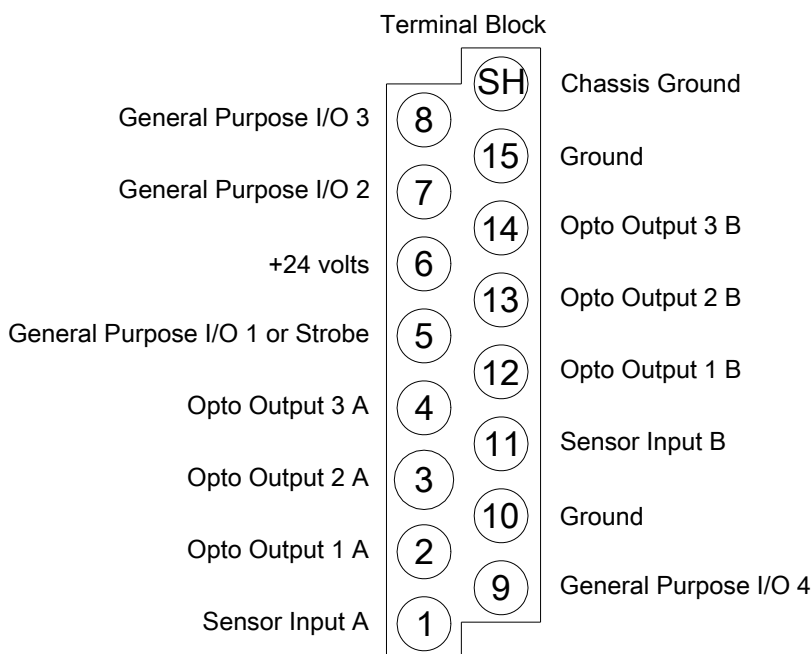 Terminal Block
SH Chassis Ground
General Purpose I/O 3 8
15 Ground
General Purpose I/O 2 7
14 Opto Output 3 B
+24 volts 6
13 Opto Output 2 B
General Purpose I/O 1 or Strobe 5
12 Opto Output 1 B
Opto Output 3 A 4
11 Sensor Input B
Opto Output 2 A 3
10 Ground
Opto Output 1 A 2
9 General Purpose I/O 4
Sensor Input A 1